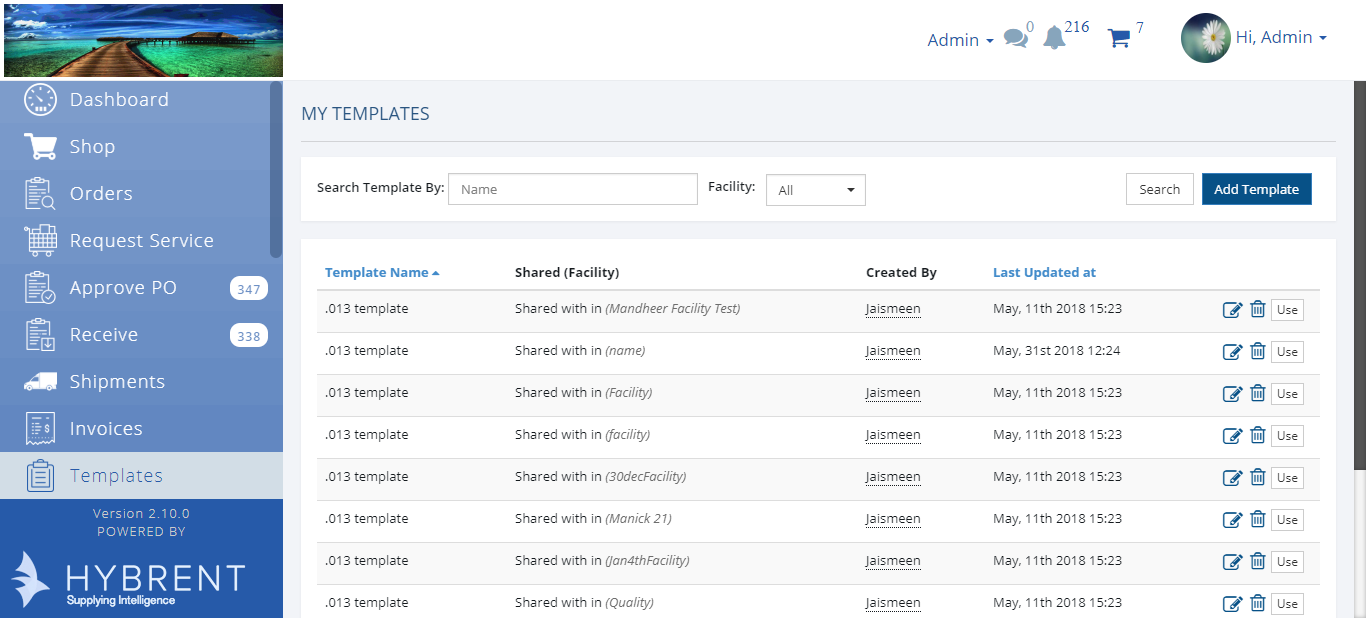 Admin 0 216 7 Hi, Admin
Dashboard
Shop
Orders
Request Service
Approve PO 347
Receive 338
Shipments
Invoices
Templates
Version 2.10.0
POWERED BY
HYBRENT
Supplying Intelligence
MY TEMPLATES
Search Template By: Name Facility: All Search Add Template
Template Name Shared (Facility) Created By Last Updated at
.013 template Shared with in (Mandheer Facility Test) Jaismeen May, 11th 2018 15:23 Use
.013 template Shared with in (name) Jaismeen May, 31st 2018 12:24 Use
.013 template Shared with in (Facility) Jaismeen May, 11th 2018 15:23 Use
.013 template Shared with in (facility) Jaismeen May, 11th 2018 15:23 Use
.013 template Shared with in (30decFacility) Jaismeen May, 11th 2018 15:23 Use
.013 template Shared with in (Manick 21) Jaismeen May, 11th 2018 15:23 Use
.013 template Shared with in (Jan4thFacility) Jaismeen May, 11th 2018 15:23 Use
.013 template Shared with in (Quality) Jaismeen May, 11th 2018 15:23 Use